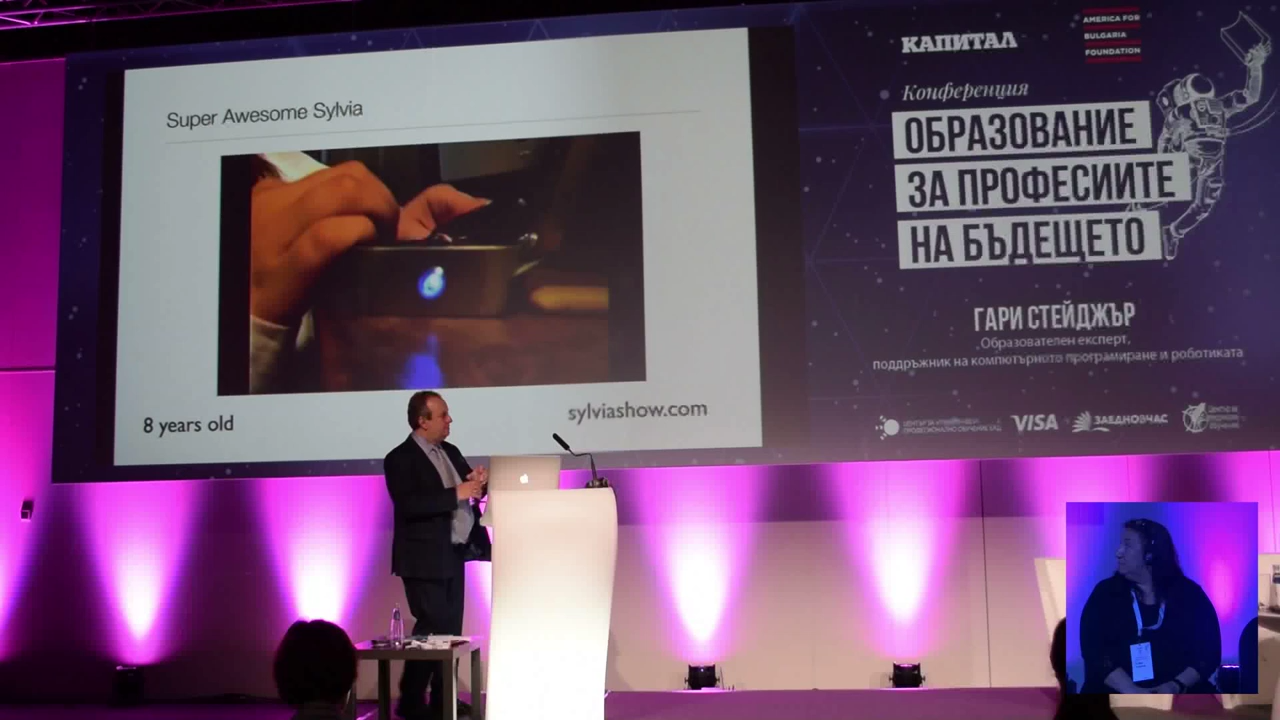 Super Awesome Sylvia
8 years old
sylviashow.com
КАПИТАЛ
AMERICA FOR
BULGARIA
FOUNDATION
Конференция
ОБРАЗОВАНИЕ
ЗА ПРОФЕСИИТЕ
НА БЪДЕЩЕТО
ГАРИ СТЕЙДЖЪР
Образователен експерт,
поддръжник на компютърното програмиране и роботиката
VISA
ЗАЕДНОВЧАС